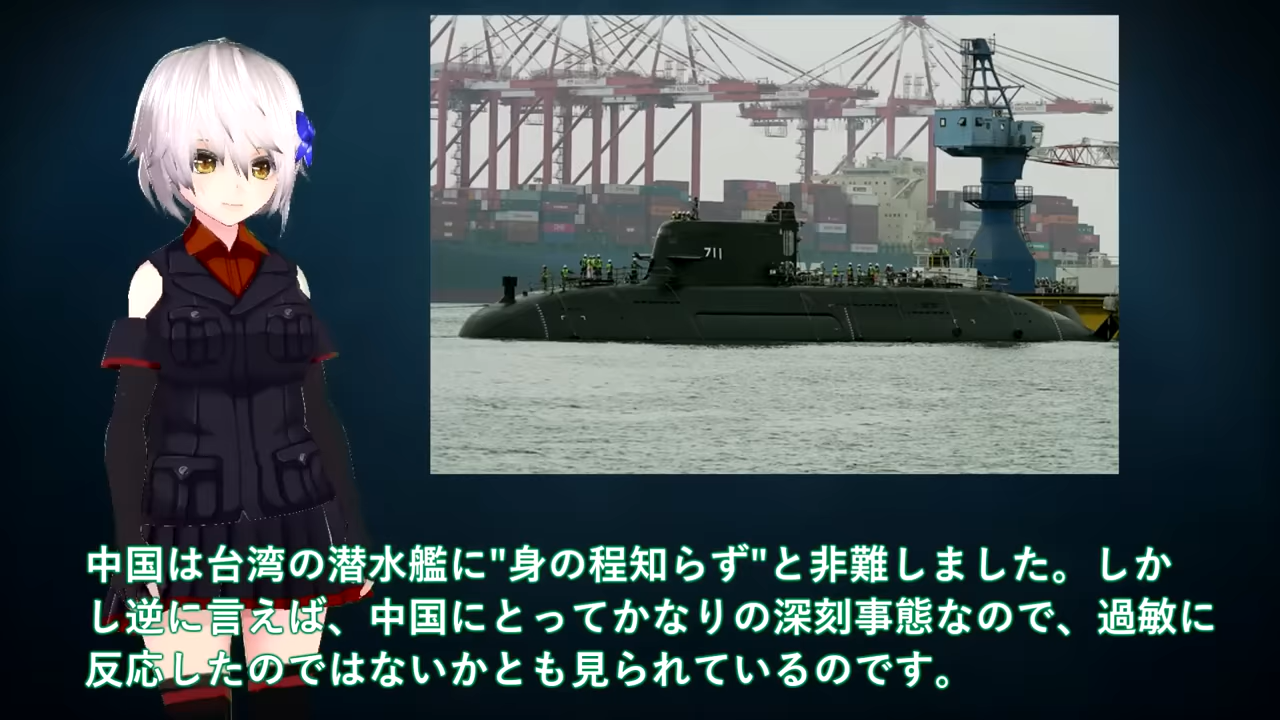 711
中国は台湾の潜水艦に"身の程知らず"と非難しました。しか
し逆に言えば、中国にとってかなりの深刻事態なので、過敏に
反応したのではないかとも見られているのです。